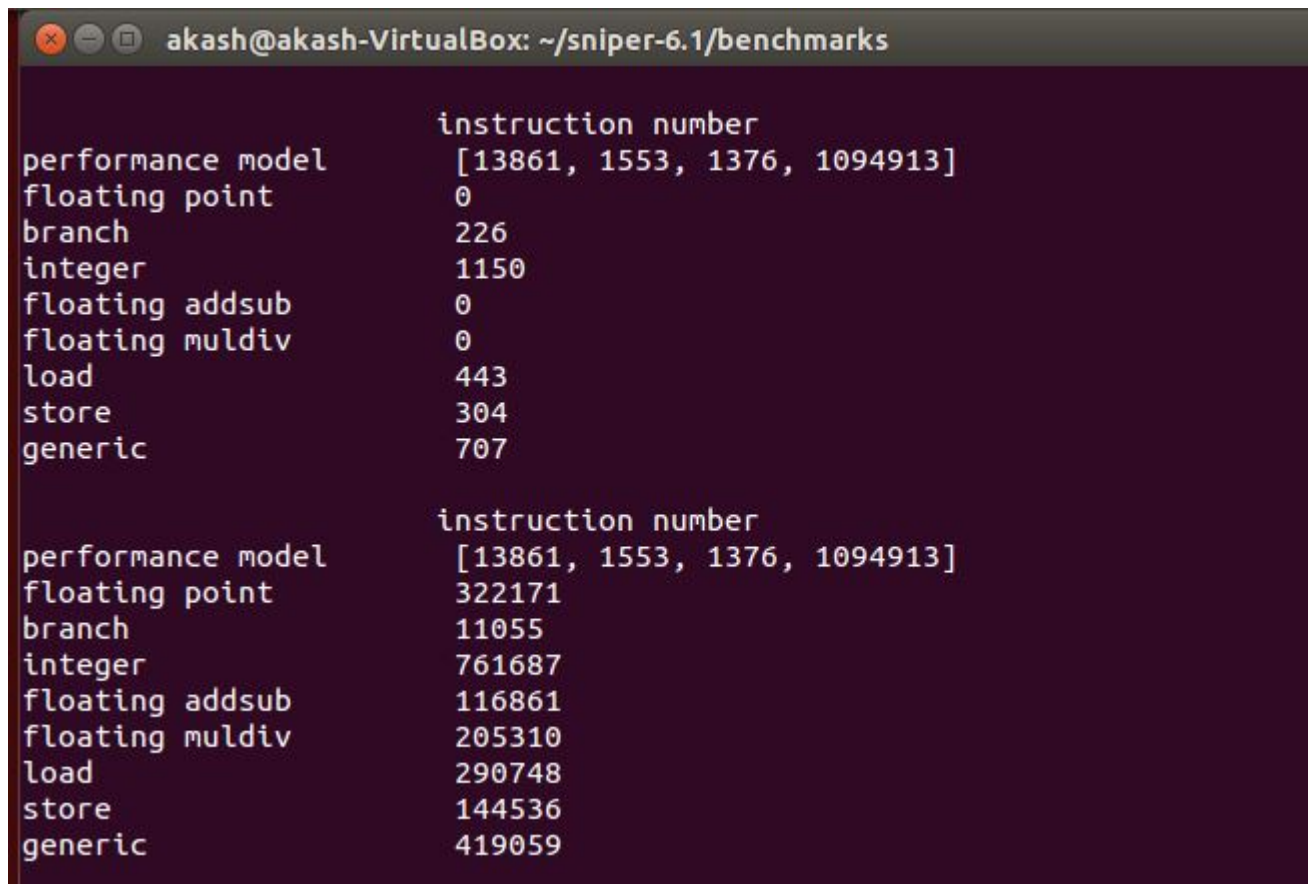 akash@akash-VirtualBox: ~/sniper-6.1/benchmarks
instruction number
performance model [13861, 1553, 1376, 1094913]
floating point 0
branch 226
integer 1150
floating addsub 0
floating muldiv 0
load 443
store 304
generic 707
instruction number
performance model [13861, 1553, 1376, 1094913]
floating point 322171
branch 11055
integer 761687
floating addsub 116861
floating muldiv 205310
load 290748
store 144536
generic 419059